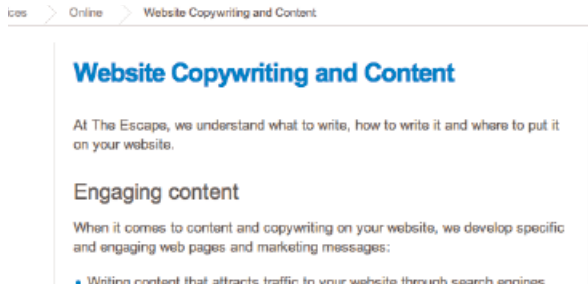 ices > Online > Website Copywriting and Content
Website Copywriting and Content
At The Escape, we understand what to write, how to write it and where to put it
on your website.
Engaging content
When it comes to content and copywriting on your website, we develop specific
and engaging web pages and marketing messages:
• Writing content that attracts traffic to your website through search engines